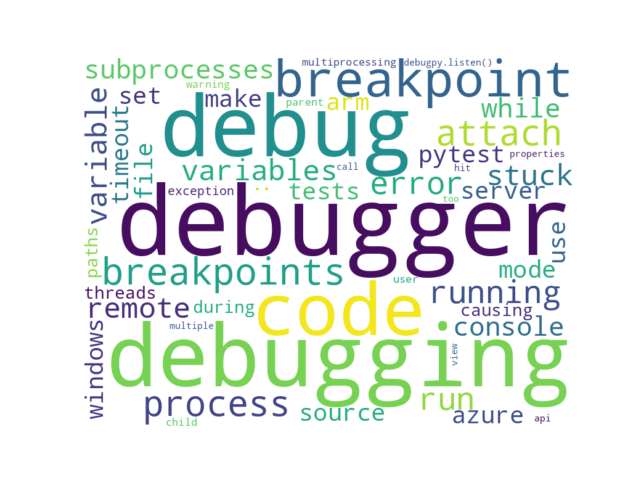 multiprocessing debugpy.listen()
subprocesses breakpoint
warning
set make parent arm while
debug attach
variable timeout file variables call pytest properties
exception .. tests error hit stuck
server
debugger too
use
paths breakpoints user mode
threads running
remote during code causing
windows multiple console
debugging view
process source run azure api
child